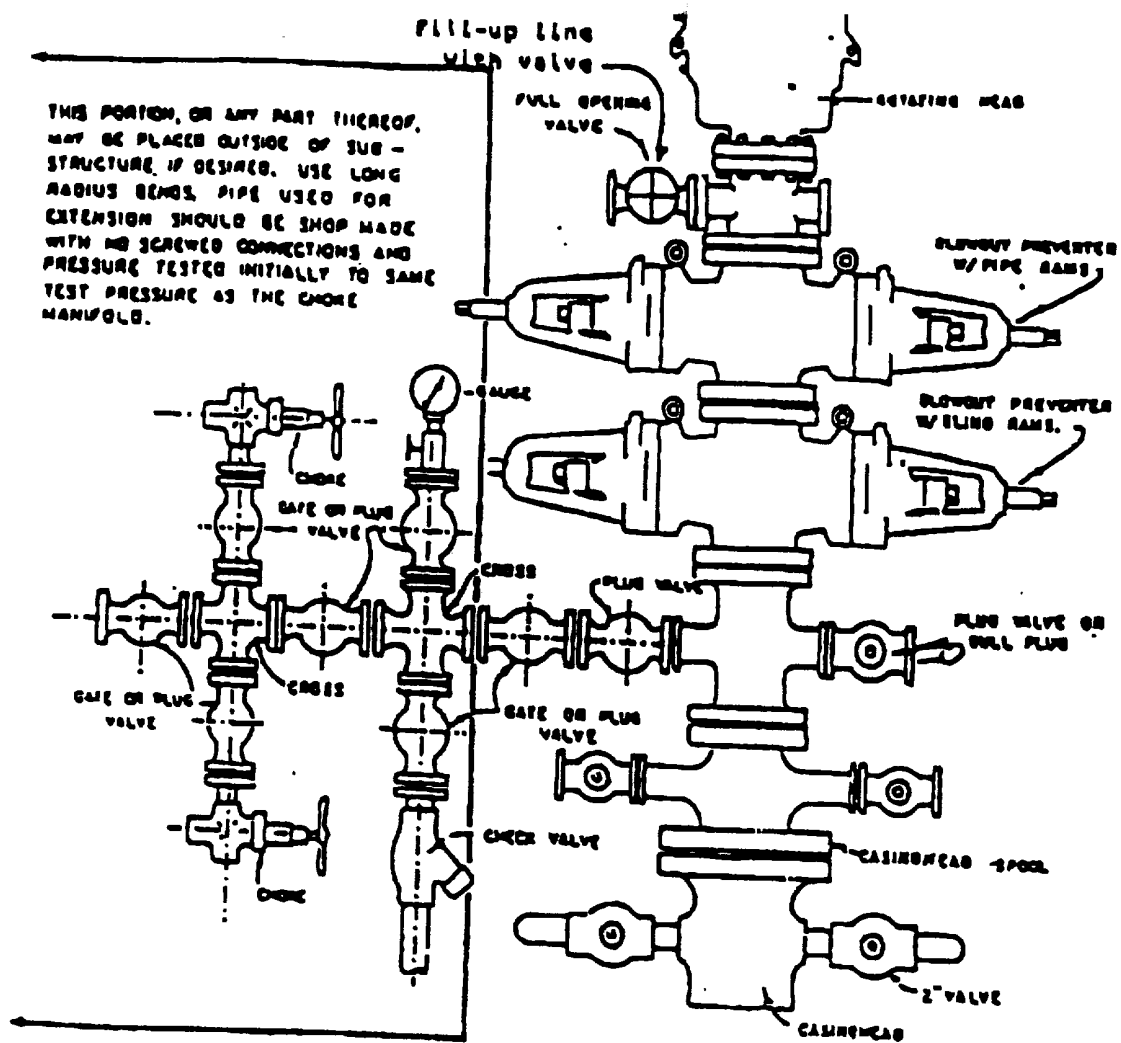 Fill-up line
with valve
FULL OPENING
VALVE
ROTATING HEAD
THIS PORTION, OR ANY PART THEREOF,
MAY BE PLACED OUTSIDE OF SUB-
STRUCTURE IF DESIRED. USE LONG
RADIUS BENDS. PIPE USED FOR
EXTENSION SHOULD BE SHOP MADE
WITH NO SCREWED CONNECTIONS AND
PRESSURE TESTED INITIALLY TO SAME
TEST PRESSURE AS THE CHOKE
MANIFOLD.
BLOWOUT PREVENTER
W/ PIPE RAMS.
GAUGE
BLOWOUT PREVENTER
W/ BLIND RAMS.
CHOKE
GATE OR PLUG
VALVE
CROSS
PLUG VALVE
PLUG VALVE OR
BULL PLUG
GATE OR PLUG
VALVE
CROSS
GATE OR PLUG
VALVE
CHECK VALVE
CASINGHEAD SPOOL
CHOKE
2" VALVE
CASINGHEAD